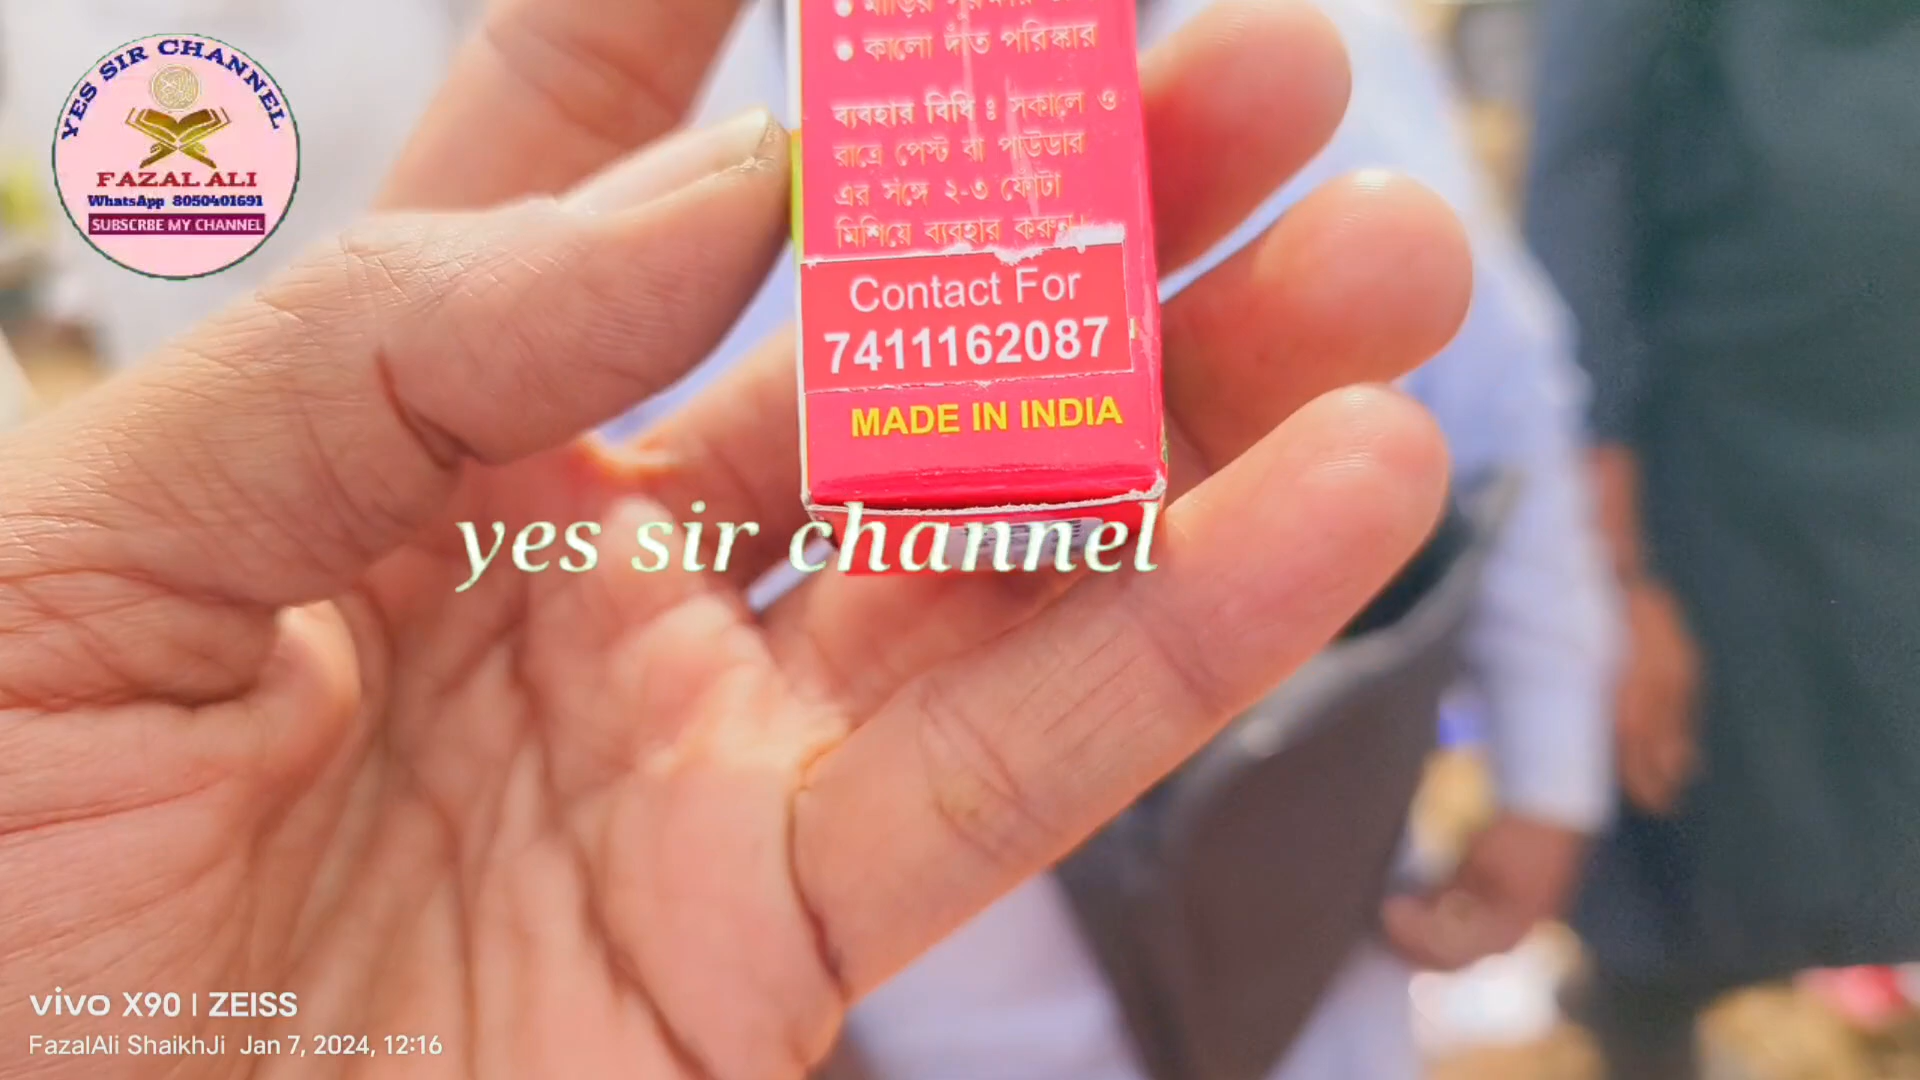 YES SIR CHANNEL
FAZAL ALI
WhatsApp 8050401691
SUBSCRBE MY CHANNEL
কালো দাঁত পরিস্কার
ব্যবহার বিধি ঃ সকালে ও
রাত্রে পেস্ট বা পাউডার
এর সঙ্গে ২-৩ ফোঁটা
মিশিয়ে ব্যবহার করুন।
Contact For
7411162087
MADE IN INDIA
yes sir channel
vivo X90 | ZEISS
FazalAli ShaikhJi Jan 7, 2024, 12:16